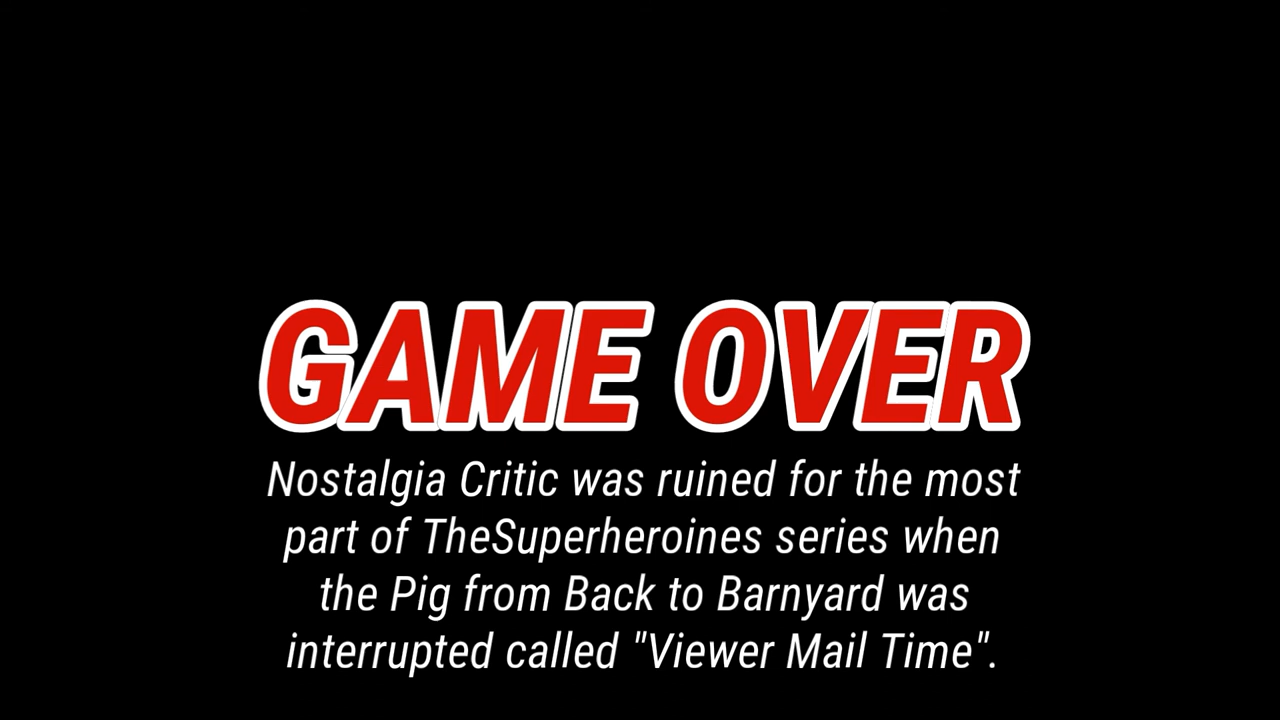 GAME OVER
Nostalgia Critic was ruined for the most
part of TheSuperheroines series when
the Pig from Back to Barnyard was
interrupted called "Viewer Mail Time".